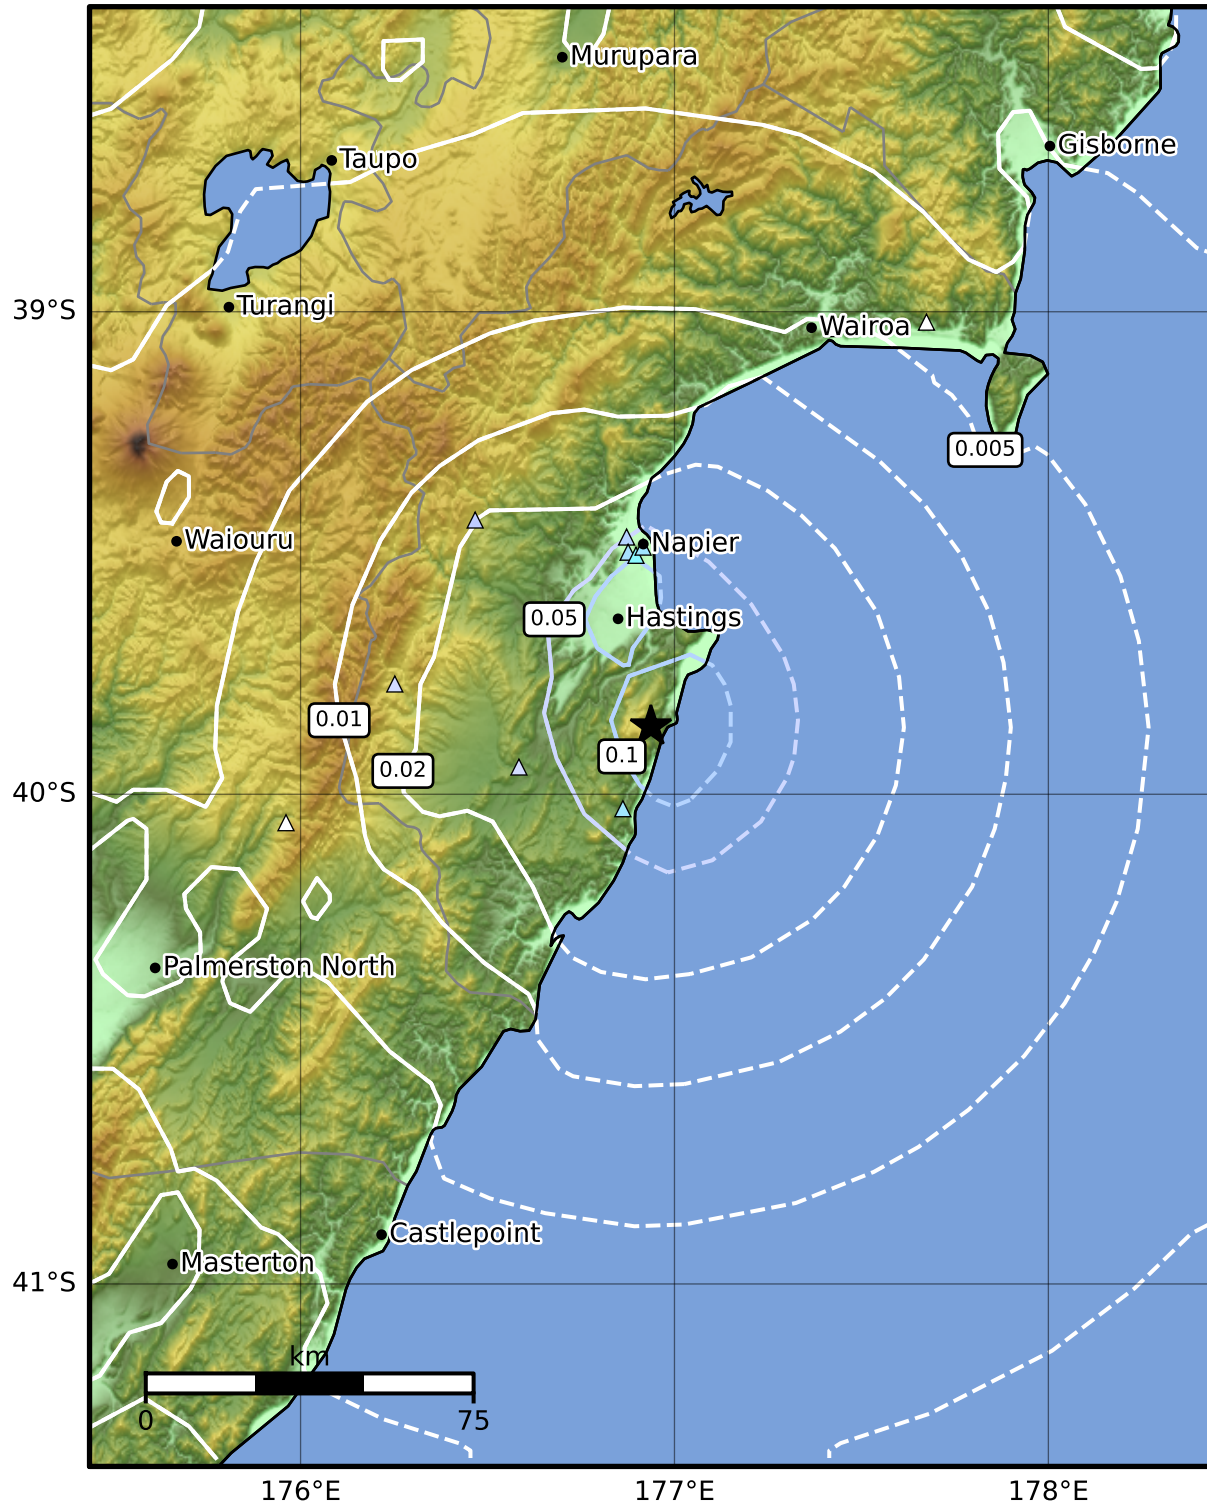 Murupara
Gisborne
Taupo
Turangi
39°S
Wairoa
0.005
Waiouru
Napier
0.05
Hastings
0.01
0.1
0.02
40°S
Palmerston North
Castlepoint
Masterton
41°S
km
0
75
176°E
177°E
178°E